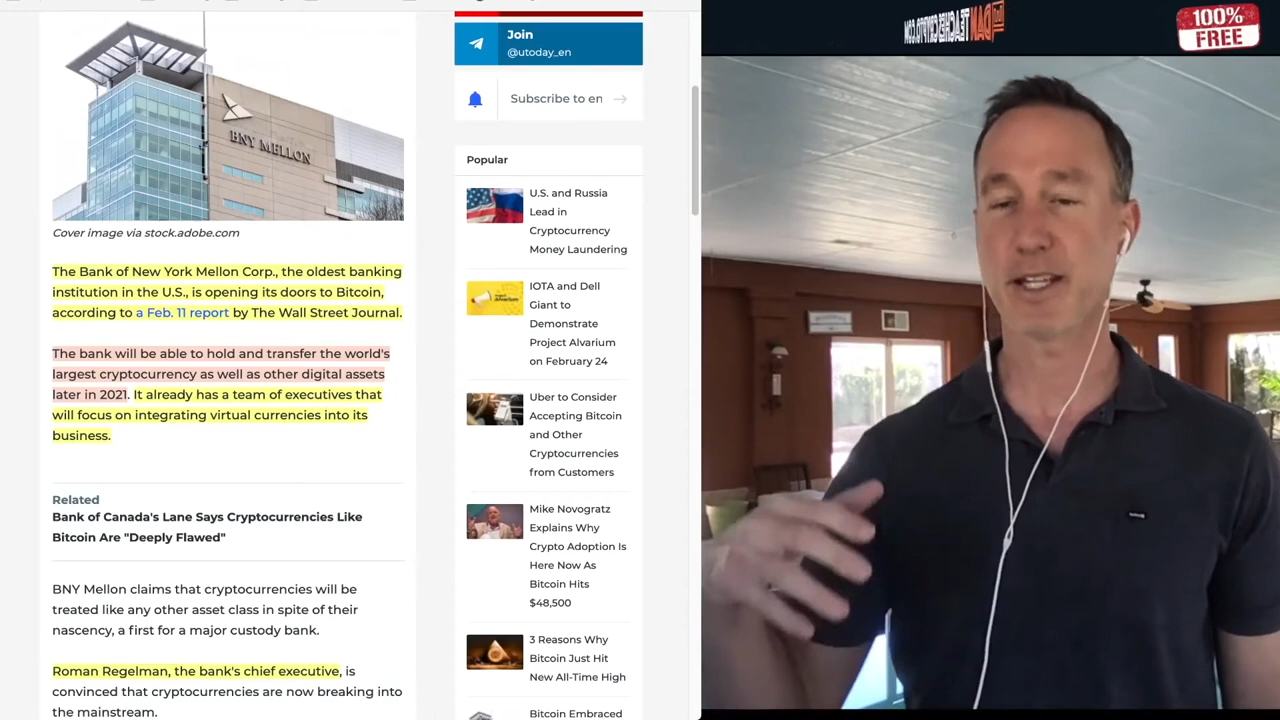 BNY MELLON
Cover image via stock.adobe.com
The Bank of New York Mellon Corp., the oldest banking
institution in the U.S., is opening its doors to Bitcoin,
according to a Feb. 11 report by The Wall Street Journal.
The bank will be able to hold and transfer the world's
largest cryptocurrency as well as other digital assets
later in 2021. It already has a team of executives that
will focus on integrating virtual currencies into its
business.
Related
Bank of Canada's Lane Says Cryptocurrencies Like
Bitcoin Are "Deeply Flawed"
BNY Mellon claims that cryptocurrencies will be
treated like any other asset class in spite of their
nascency, a first for a major custody bank.
Roman Regelman, the bank's chief executive, is
convinced that cryptocurrencies are now breaking into
the mainstream.
Join
@utoday_en
Subscribe to en
Popular
U.S. and Russia
Lead in
Cryptocurrency
Money Laundering
IOTA and Dell
Giant to
Demonstrate
Project Alvarium
on February 24
Uber to Consider
Accepting Bitcoin
and Other
Cryptocurrencies
from Customers
Mike Novogratz
Explains Why
Crypto Adoption Is
Here Now As
Bitcoin Hits
$48,500
3 Reasons Why
Bitcoin Just Hit
New All-Time High
Bitcoin Embraced
DANTEACHESCRYPTO.COM
100%
FREE